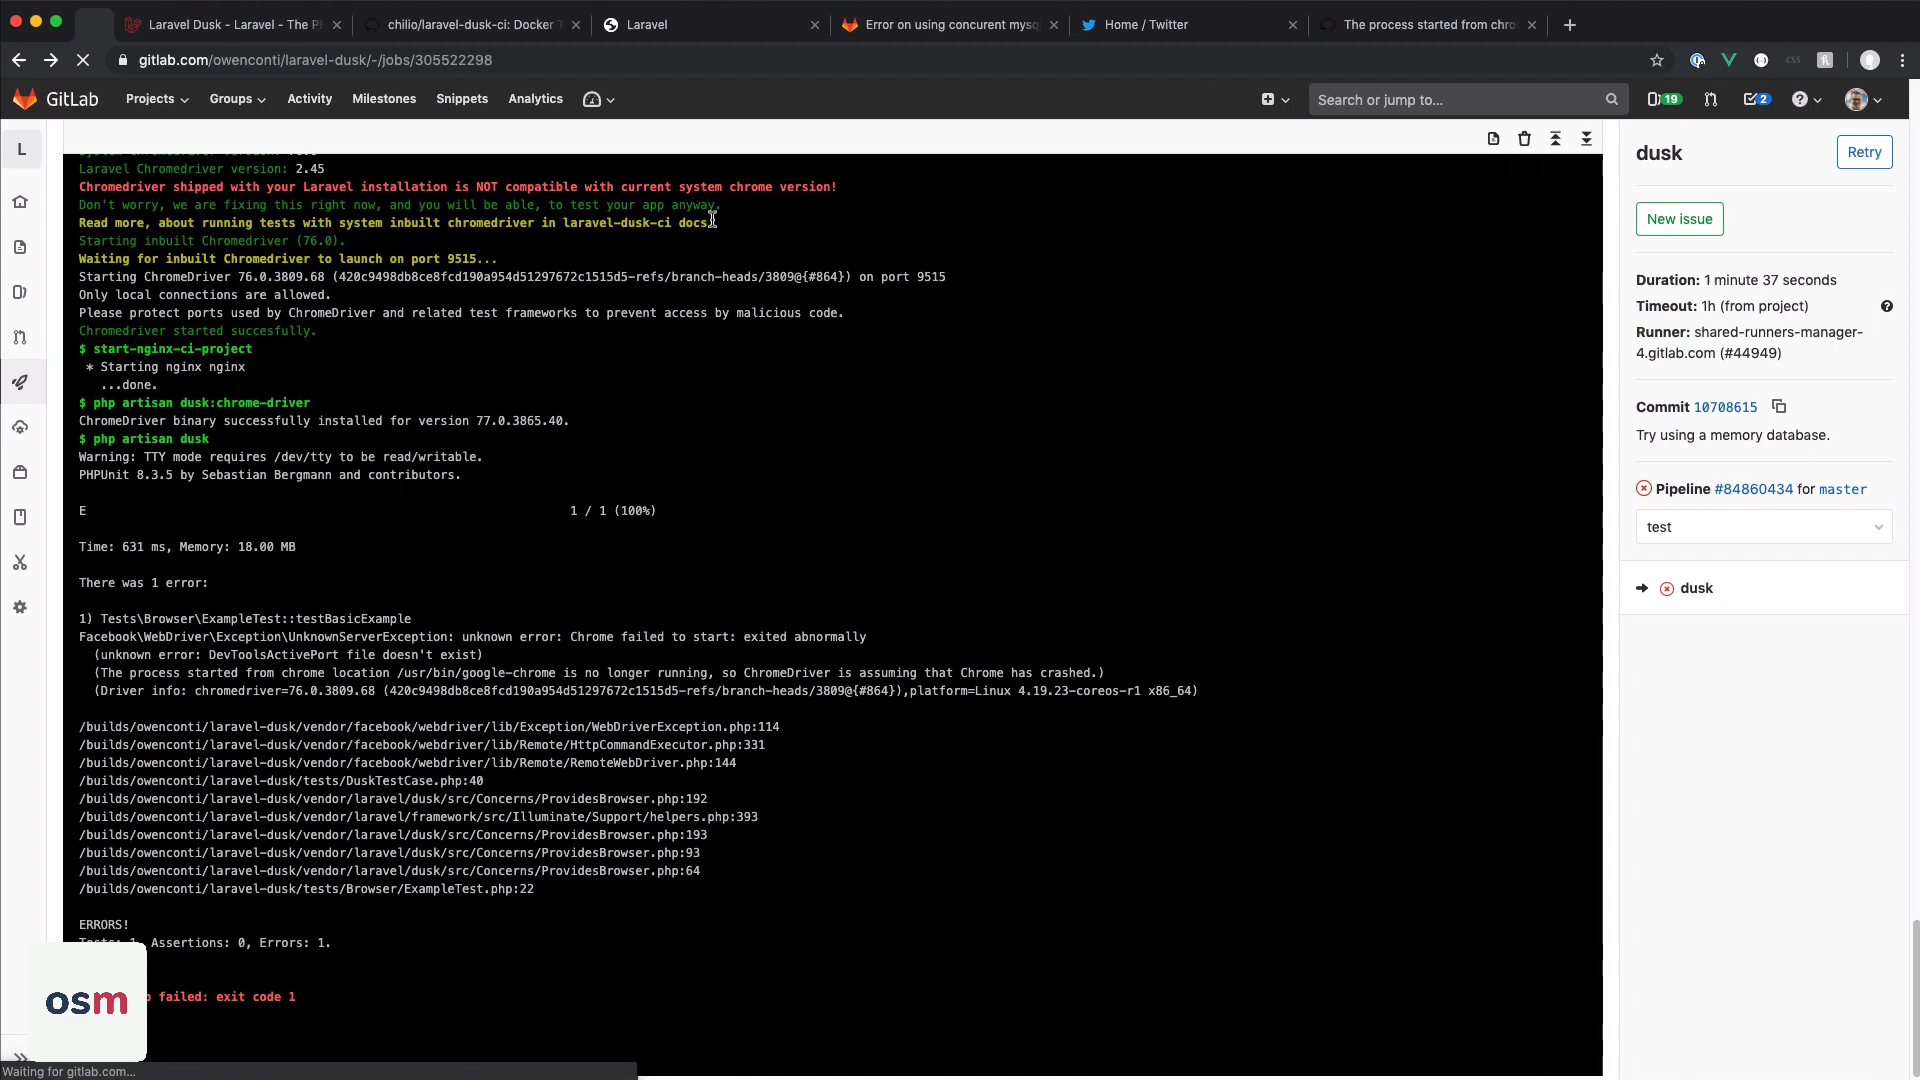 Laravel Dusk - Laravel - The P
chilio/laravel-dusk-ci: Docker
Laravel
Error on using concurent mysq
Home / Twitter
The process started from chro
gitlab.com/owenconti/laravel-dusk/-/jobs/305522298
GitLab
Projects
Groups
Activity
Milestones
Snippets
Analytics
Search or jump to...
19
2
L
Laravel Chromedriver version: 2.45
Chromedriver shipped with your Laravel installation is NOT compatible with current system chrome version!
Don't worry, we are fixing this right now, and you will be able, to test your app anyway.
Read more, about running tests with system inbuilt chromedriver in laravel-dusk-ci docs.
Starting inbuilt Chromedriver (76.0).
Waiting for inbuilt Chromedriver to launch on port 9515...
Starting ChromeDriver 76.0.3809.68 (420c9498db8ce8fcd190a954d51297672c1515d5-refs/branch-heads/3809@{#864}) on port 9515
Only local connections are allowed.
Please protect ports used by ChromeDriver and related test frameworks to prevent access by malicious code.
Chromedriver started succesfully.
$ start-nginx-ci-project
* Starting nginx nginx
...done.
$ php artisan dusk:chrome-driver
ChromeDriver binary successfully installed for version 77.0.3865.40.
$ php artisan dusk
Warning: TTY mode requires /dev/tty to be read/writable.
PHPUnit 8.3.5 by Sebastian Bergmann and contributors.
E 1 / 1 (100%)
Time: 631 ms, Memory: 18.00 MB
There was 1 error:
1) Tests\Browser\ExampleTest::testBasicExample
Facebook\WebDriver\Exception\UnknownServerException: unknown error: Chrome failed to start: exited abnormally
(unknown error: DevToolsActivePort file doesn't exist)
(The process started from chrome location /usr/bin/google-chrome is no longer running, so ChromeDriver is assuming that Chrome has crashed.)
(Driver info: chromedriver=76.0.3809.68 (420c9498db8ce8fcd190a954d51297672c1515d5-refs/branch-heads/3809@{#864}),platform=Linux 4.19.23-coreos-r1 x86_64)
/builds/owenconti/laravel-dusk/vendor/facebook/webdriver/lib/Exception/WebDriverException.php:114
/builds/owenconti/laravel-dusk/vendor/facebook/webdriver/lib/Remote/HttpCommandExecutor.php:331
/builds/owenconti/laravel-dusk/vendor/facebook/webdriver/lib/Remote/RemoteWebDriver.php:144
/builds/owenconti/laravel-dusk/tests/DuskTestCase.php:40
/builds/owenconti/laravel-dusk/vendor/laravel/dusk/src/Concerns/ProvidesBrowser.php:192
/builds/owenconti/laravel-dusk/vendor/laravel/framework/src/Illuminate/Support/helpers.php:393
/builds/owenconti/laravel-dusk/vendor/laravel/dusk/src/Concerns/ProvidesBrowser.php:193
/builds/owenconti/laravel-dusk/vendor/laravel/dusk/src/Concerns/ProvidesBrowser.php:93
/builds/owenconti/laravel-dusk/vendor/laravel/dusk/src/Concerns/ProvidesBrowser.php:64
/builds/owenconti/laravel-dusk/tests/Browser/ExampleTest.php:22
ERRORS!
Tests: 1, Assertions: 0, Errors: 1.
failed: exit code 1
osm
Waiting for gitlab.com...
dusk
Retry
New issue
Duration: 1 minute 37 seconds
Timeout: 1h (from project)
Runner: shared-runners-manager-
4.gitlab.com (#44949)
Commit 10708615
Try using a memory database.
Pipeline #84860434 for master
test
dusk